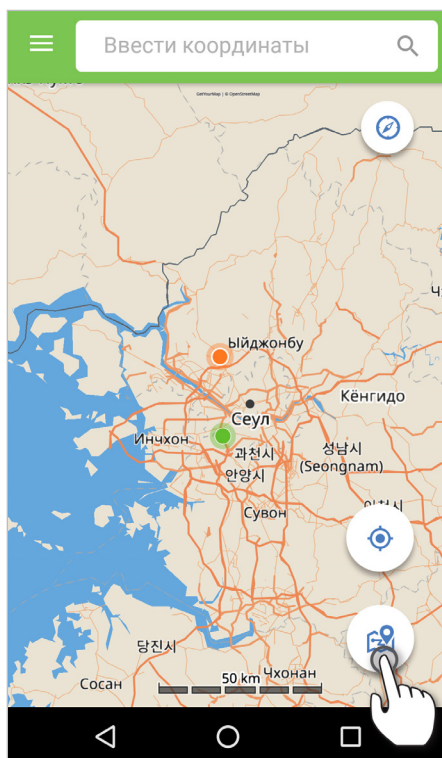 Ввести координаты
GetYourMap | © OpenStreetMap
Ыйджонбу
Кёнгидо
Сеул
Инчхон
과천시
성남시
(Seongnam)
안양시
Сувон
당진시
50 km
Чхонан
Сосан